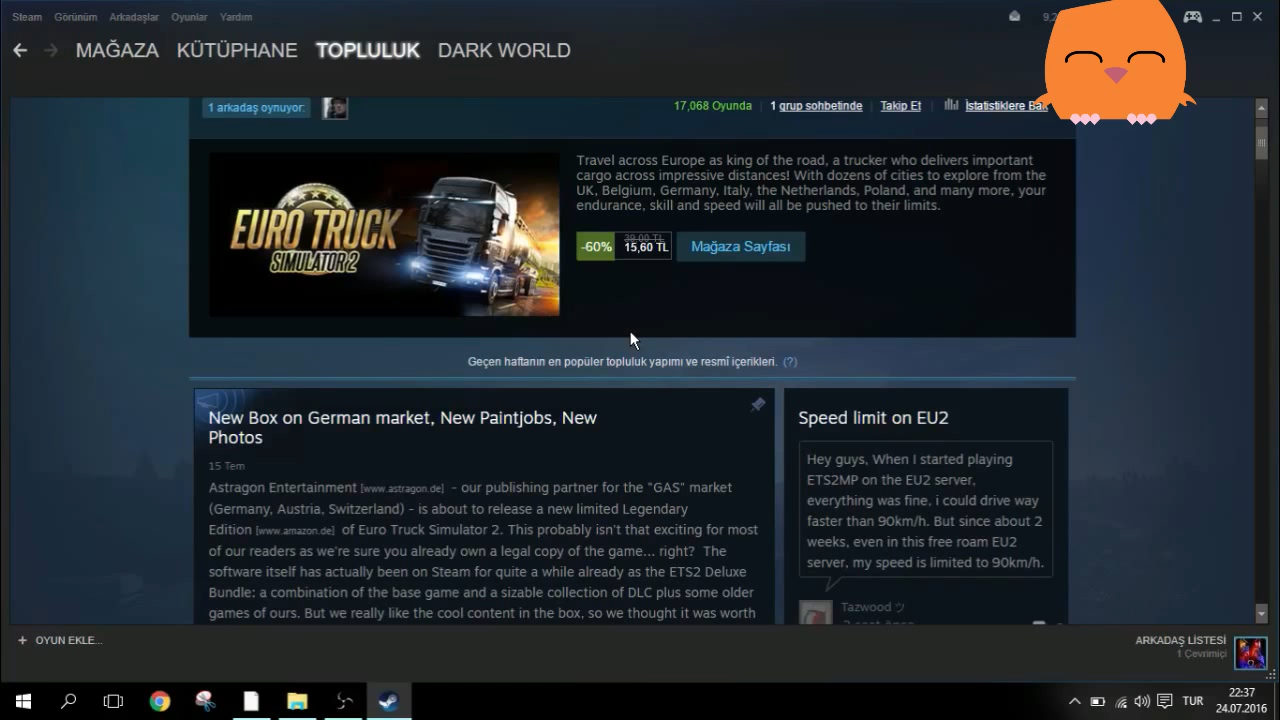 Steam Görünüm Arkadaşlar Oyunlar Yardım
MAĞAZA KÜTÜPHANE TOPLULUK DARK WORLD
1 arkadaş oynuyor:
17,068 Oyunda 1 grup sohbetinde Takip Et İstatistiklere
EURO TRUCK
SIMULATOR 2
Travel across Europe as king of the road, a trucker who delivers important
cargo across impressive distances! With dozens of cities to explore from the
UK, Belgium, Germany, Italy, the Netherlands, Poland, and many more, your
endurance, skill and speed will all be pushed to their limits.
39,00 TL
-60% 15,60 TL Mağaza Sayfası
Geçen haftanın en popüler topluluk yapımı ve resmî içerikleri. (?)
New Box on German market, New Paintjobs, New
Photos
15 Tem
Astragon Entertainment [www.astragon.de] - our publishing partner for the "GAS" market
(Germany, Austria, Switzerland) - is about to release a new limited Legendary
Edition [www.amazon.de] of Euro Truck Simulator 2. This probably isn't that exciting for most
of our readers as we're sure you already own a legal copy of the game... right? The
software itself has actually been on Steam for quite a while already as the ETS2 Deluxe
Bundle: a combination of the base game and a sizable collection of DLC plus some older
games of ours. But we really like the cool content in the box, so we thought it was worth
Speed limit on EU2
Hey guys, When I started playing
ETS2MP on the EU2 server,
everything was fine, i could drive way
faster than 90km/h. But since about 2
weeks, even in this free roam EU2
server, my speed is limited to 90km/h.
Tazwood ツ
+ OYUN EKLE...
ARKADAŞ LİSTESİ
1 Çevrimiçi
TUR
22:37
24.07.2016